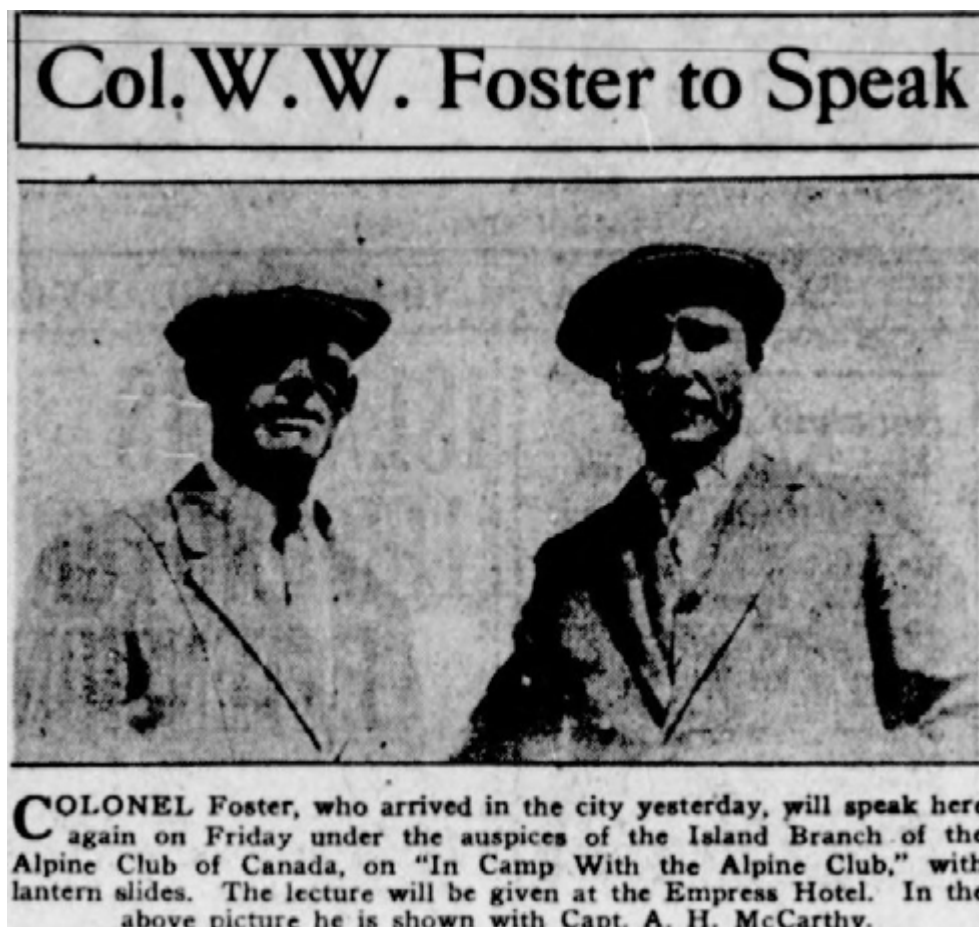 Col. W. W. Foster to Speak
COLONEL Foster, who arrived in the city yesterday, will speak here
again on Friday under the auspices of the Island Branch of the
Alpine Club of Canada, on "In Camp With the Alpine Club," with
lantern slides. The lecture will be given at the Empress Hotel. In the
above picture he is shown with Capt. A. H. McCarthy.